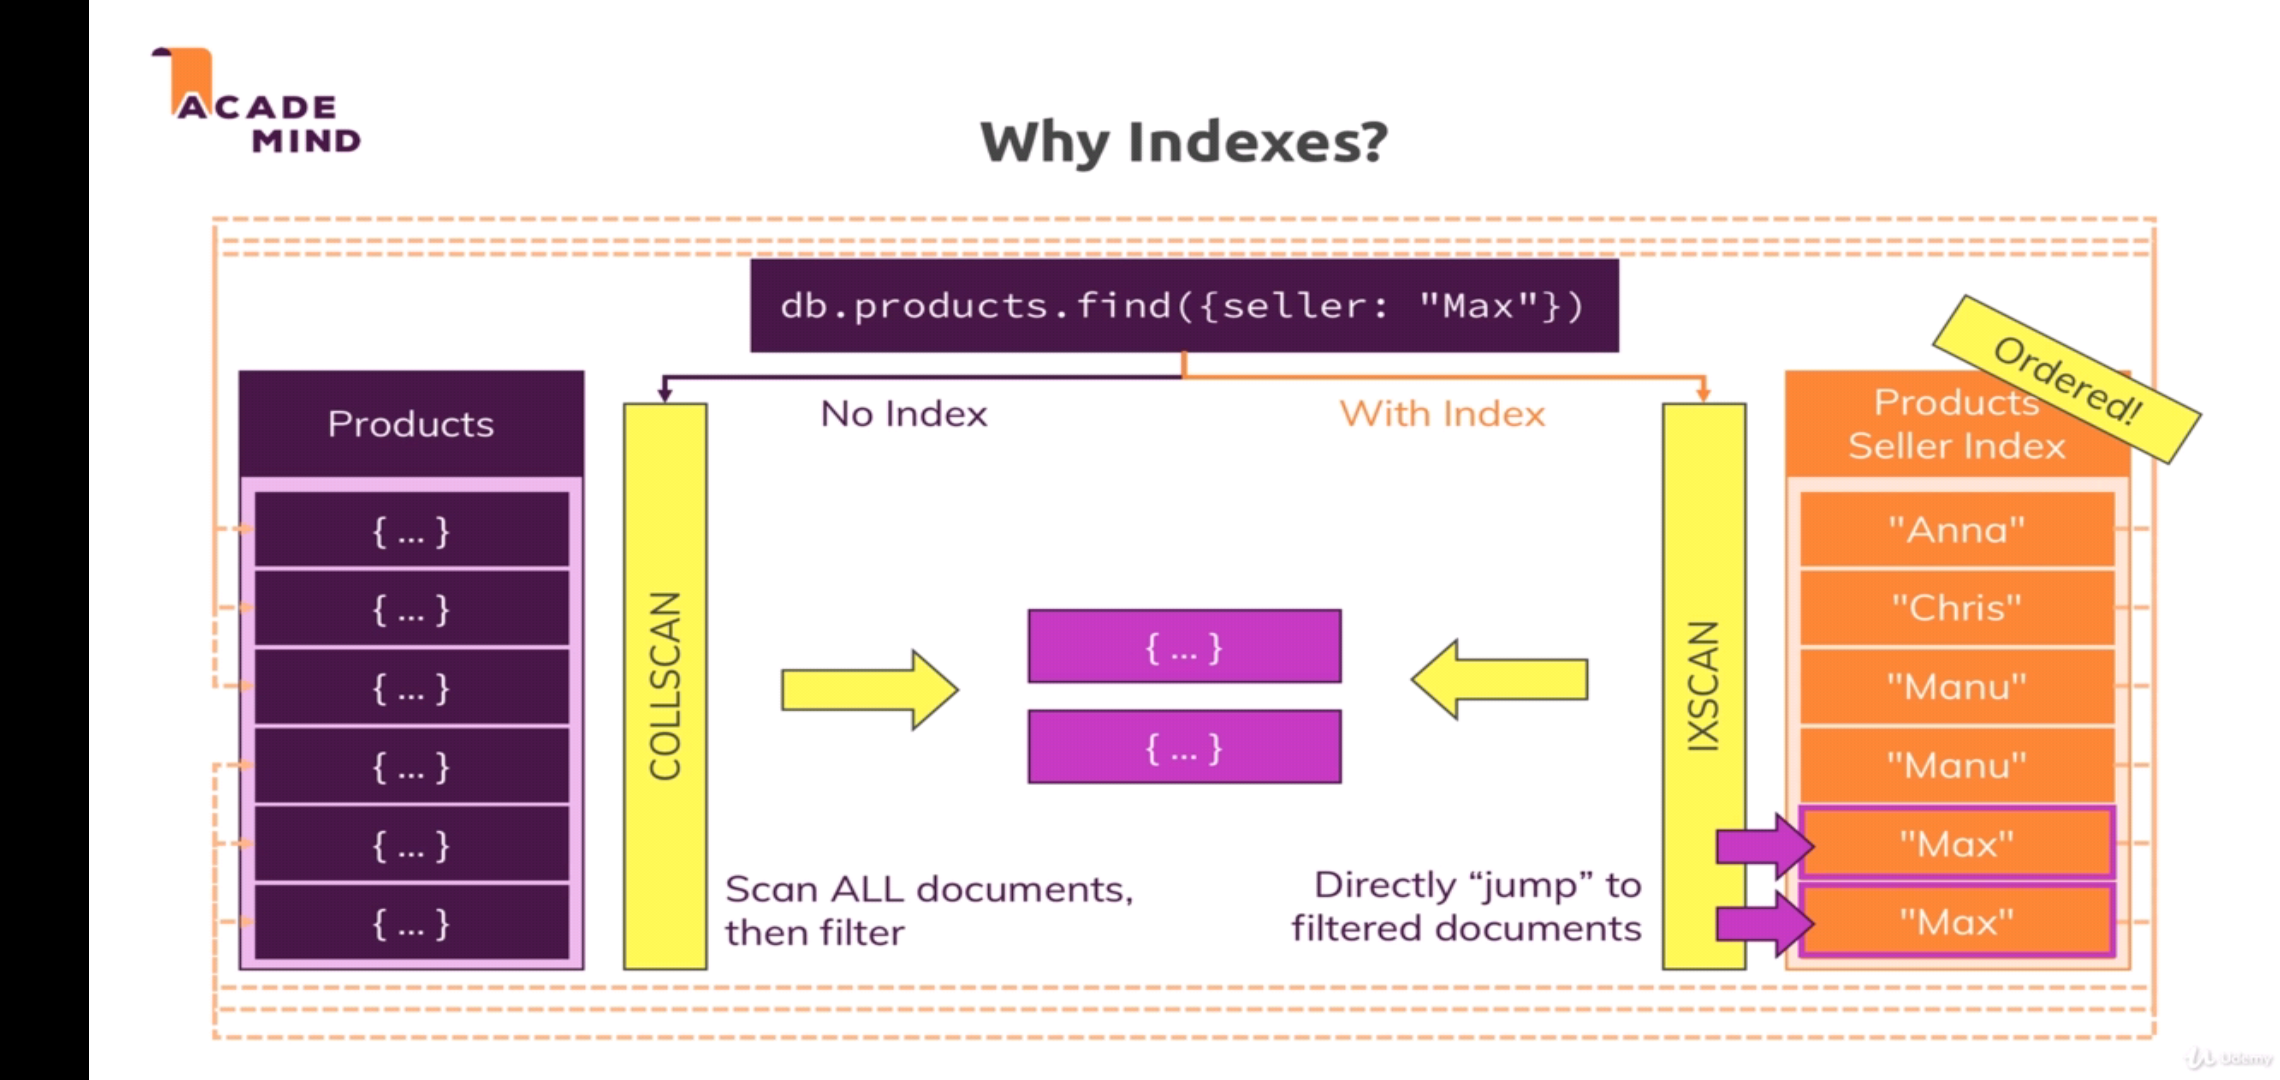 ACADE
MIND
Why Indexes?
db.products.find({seller: "Max"})
No Index
With Index
Products
{ ... }
{ ... }
{ ... }
{ ... }
{ ... }
{ ... }
COLLSCAN
Scan ALL documents,
then filter
{ ... }
{ ... }
Directly “jump” to
filtered documents
IXSCAN
Ordered!
Products
Seller Index
"Anna"
"Chris"
"Manu"
"Manu"
"Max"
"Max"
Udemy